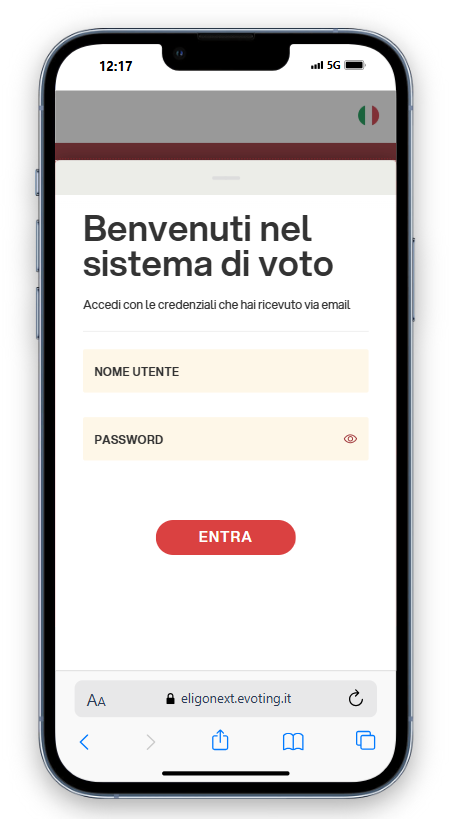 12:17
5G
Benvenuti nel
sistema di voto
Accedi con le credenziali che hai ricevuto via email
NOME UTENTE
PASSWORD
ENTRA
AA
eligonext.evoting.it